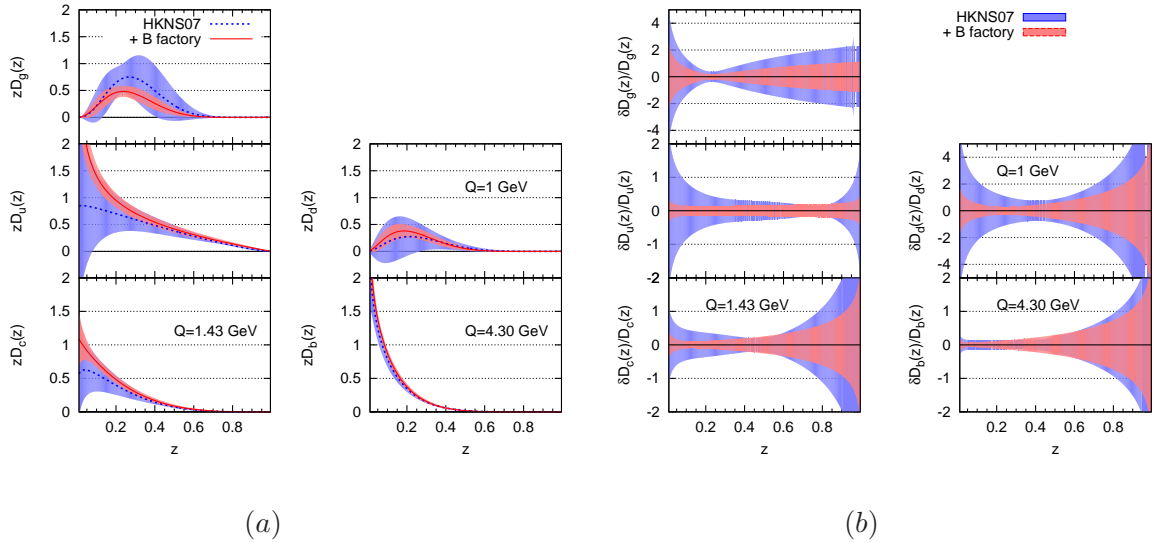 HKNS07
+ B factory
zD_g(z)
2
1.5
1
0.5
0
zD_u(z)
2
1.5
1
0.5
0
zD_d(z)
2
1.5
1
0.5
0
Q=1 GeV
zD_c(z)
2
1.5
1
0.5
0
Q=1.43 GeV
0.2 0.4 0.6 0.8 1
z
zD_b(z)
2
1.5
1
0.5
0
Q=4.30 GeV
0.2 0.4 0.6 0.8 1
z
(a)
HKNS07
+ B factory
δD_g(z)/D_g(z)
4
2
0
-2
-4
δD_u(z)/D_u(z)
2
1
0
-1
-2
δD_d(z)/D_d(z)
4
2
0
-2
-4
Q=1 GeV
δD_c(z)/D_c(z)
2
1
0
-1
-2
Q=1.43 GeV
0.2 0.4 0.6 0.8 1
z
δD_b(z)/D_b(z)
2
1
0
-1
-2
Q=4.30 GeV
0.2 0.4 0.6 0.8 1
z
(b)